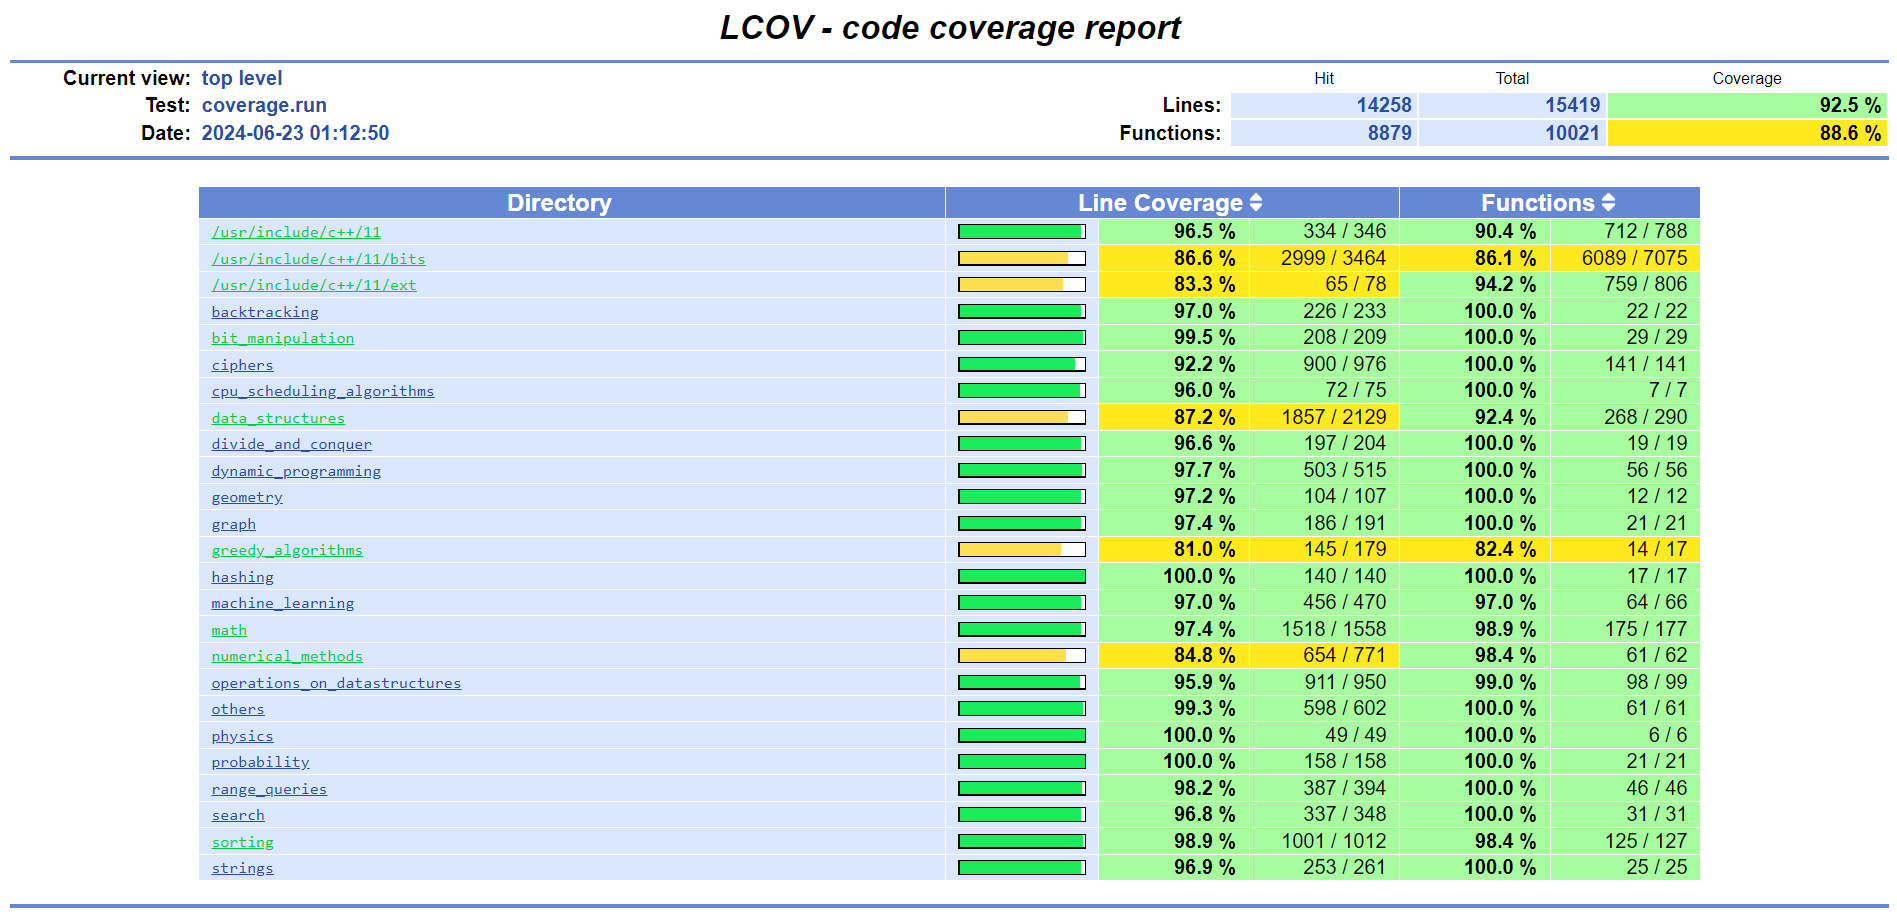 LCOV - code coverage report
Current view: top level
Hit Total Coverage
Test: coverage.run Lines: 14258 15419 92.5 %
Date: 2024-06-23 01:12:50 Functions: 8879 10021 88.6 %
Directory Line Coverage Functions
/usr/include/c++/11 96.5 % 334 / 346 90.4 % 712 / 788
/usr/include/c++/11/bits 86.6 % 2999 / 3464 86.1 % 6089 / 7075
/usr/include/c++/11/ext 83.3 % 65 / 78 94.2 % 759 / 806
backtracking 97.0 % 226 / 233 100.0 % 22 / 22
bit_manipulation 99.5 % 208 / 209 100.0 % 29 / 29
ciphers 92.2 % 900 / 976 100.0 % 141 / 141
cpu_scheduling_algorithms 96.0 % 72 / 75 100.0 % 7 / 7
data_structures 87.2 % 1857 / 2129 92.4 % 268 / 290
divide_and_conquer 96.6 % 197 / 204 100.0 % 19 / 19
dynamic_programming 97.7 % 503 / 515 100.0 % 56 / 56
geometry 97.2 % 104 / 107 100.0 % 12 / 12
graph 97.4 % 186 / 191 100.0 % 21 / 21
greedy_algorithms 81.0 % 145 / 179 82.4 % 14 / 17
hashing 100.0 % 140 / 140 100.0 % 17 / 17
machine_learning 97.0 % 456 / 470 97.0 % 64 / 66
math 97.4 % 1518 / 1558 98.9 % 175 / 177
numerical_methods 84.8 % 654 / 771 98.4 % 61 / 62
operations_on_datastructures 95.9 % 911 / 950 99.0 % 98 / 99
others 99.3 % 598 / 602 100.0 % 61 / 61
physics 100.0 % 49 / 49 100.0 % 6 / 6
probability 100.0 % 158 / 158 100.0 % 21 / 21
range_queries 98.2 % 387 / 394 100.0 % 46 / 46
search 96.8 % 337 / 348 100.0 % 31 / 31
sorting 98.9 % 1001 / 1012 98.4 % 125 / 127
strings 96.9 % 253 / 261 100.0 % 25 / 25